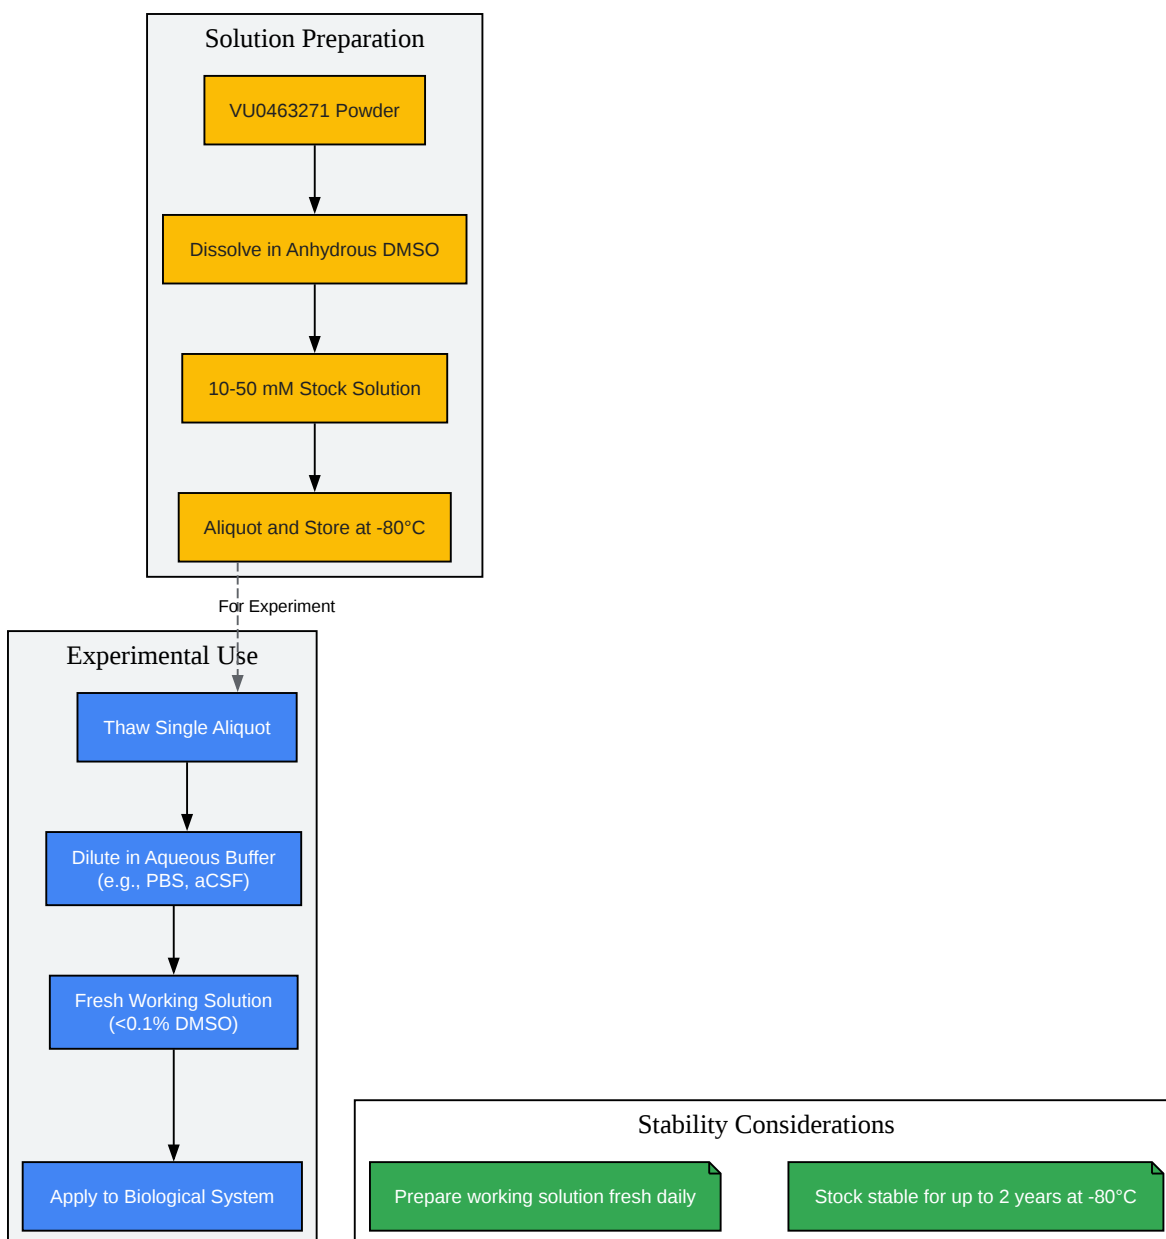 Solution Preparation
VU0463271 Powder
Dissolve in Anhydrous DMSO
10-50 mM Stock Solution
Aliquot and Store at -80°C
For Experiment
Experimental Use
Thaw Single Aliquot
Dilute in Aqueous Buffer
(e.g., PBS, aCSF)
Fresh Working Solution
(<0.1% DMSO)
Apply to Biological System
Stability Considerations
Prepare working solution fresh daily
Stock stable for up to 2 years at -80°C